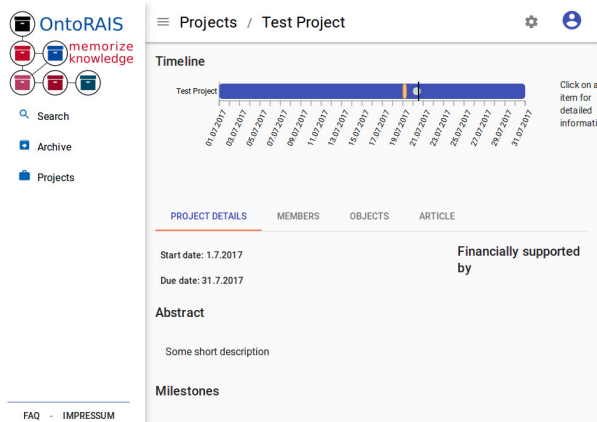 OntoRAIS
memorize
knowledge
Search
Archive
Projects
FAQ - IMPRESSUM
Projects / Test Project
Timeline
Test Project
01.07.2017 03.07.2017 05.07.2017 07.07.2017 09.07.2017 11.07.2017 13.07.2017 15.07.2017 17.07.2017 19.07.2017 21.07.2017 23.07.2017 25.07.2017 27.07.2017 29.07.2017 31.07.2017
Click on a
item for
detailed
informati
PROJECT DETAILS MEMBERS OBJECTS ARTICLE
Start date: 1.7.2017
Due date: 31.7.2017
Financially supported
by
Abstract
Some short description
Milestones